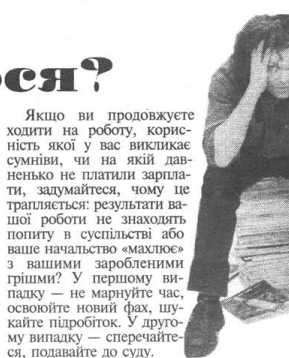 ся?
Якщо ви продовжуєте
ходити на роботу, корис-
ність якої у вас викликає
сумніви, чи на якій дав-
ненько не платили зарпла-
ти, задумайтеся, чому це
трапляється: результати ва-
шої роботи не знаходять
попиту в суспільстві або
ваше начальство «махлює»
з вашими заробленими
грішми? У першому ви-
падку — не марнуйте час,
освоюйте новий фах, шу-
кайте підробіток. У друго-
му випадку — сперечайте-
ся, подавайте до суду.